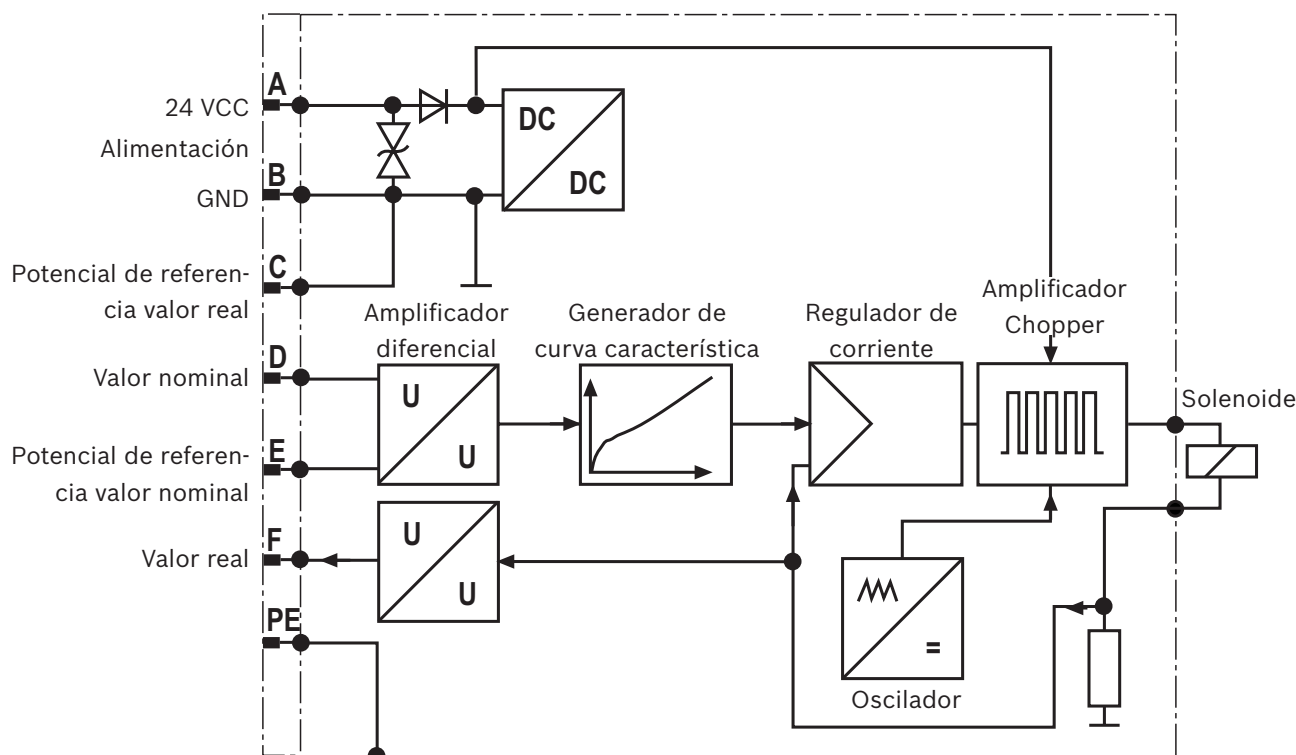 A
24 VCC
Alimentación
B
GND
DC
DC
C
Potencial de referen-
cia valor real
Amplificador
diferencial
Generador de
curva característica
Regulador de
corriente
Amplificador
Chopper
D
Valor nominal
U
U
Solenoide
E
Potencial de referen-
cia valor nominal
F
Valor real
U
U
PE
=
Oscilador